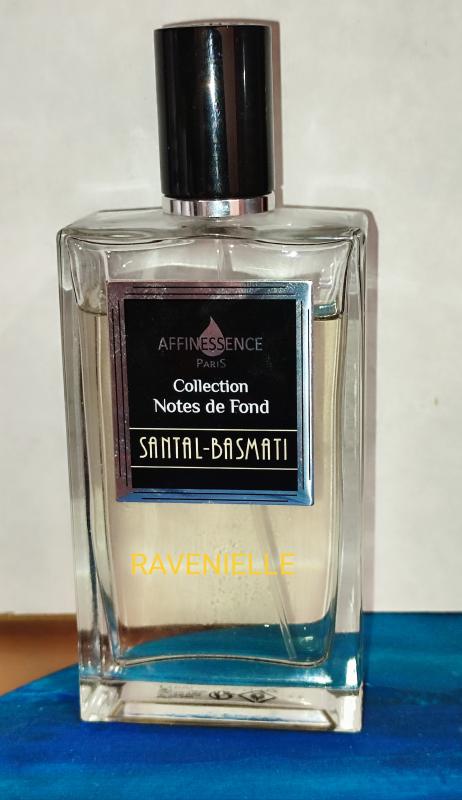 AFFINESSENCE
PARIS
Collection
Notes de Fond
SANTAL-BASMATI
RAVENIELLE